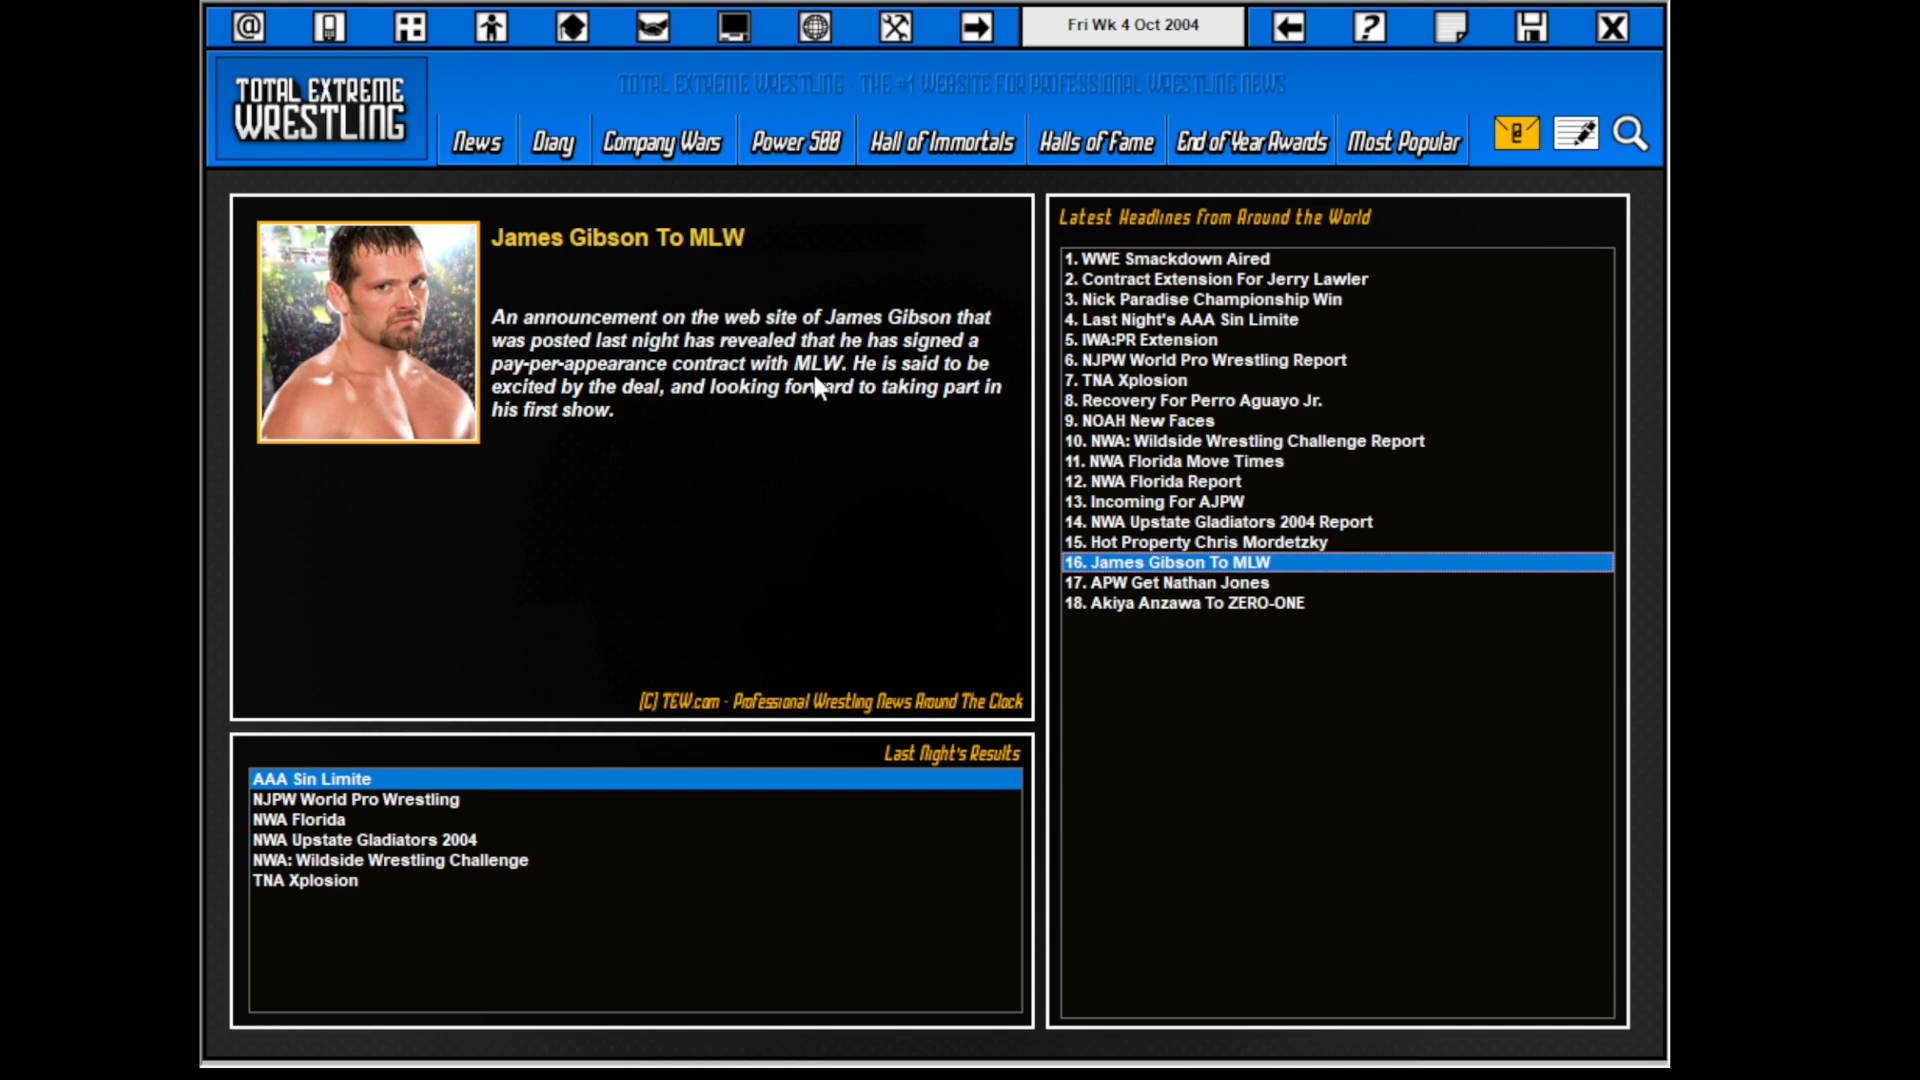 Fri Wk 4 Oct 2004
TOTAL EXTREME WRESTLING
TOTAL EXTREME WRESTLING - THE #1 WEBSITE FOR PROFESSIONAL WRESTLING NEWS
News
Diary
Company Wars
Power 500
Hall of Immortals
Halls of Fame
End of Year Awards
Most Popular
James Gibson To MLW
An announcement on the web site of James Gibson that
was posted last night has revealed that he has signed a
pay-per-appearance contract with MLW. He is said to be
excited by the deal, and looking forward to taking part in
his first show.
(C) TEW.com - Professional Wrestling News Around The Clock
Last Night's Results
AAA Sin Limite
NJPW World Pro Wrestling
NWA Florida
NWA Upstate Gladiators 2004
NWA: Wildside Wrestling Challenge
TNA Xplosion
Latest Headlines From Around the World
1. WWE Smackdown Aired
2. Contract Extension For Jerry Lawler
3. Nick Paradise Championship Win
4. Last Night's AAA Sin Limite
5. IWA:PR Extension
6. NJPW World Pro Wrestling Report
7. TNA Xplosion
8. Recovery For Perro Aguayo Jr.
9. NOAH New Faces
10. NWA: Wildside Wrestling Challenge Report
11. NWA Florida Move Times
12. NWA Florida Report
13. Incoming For AJPW
14. NWA Upstate Gladiators 2004 Report
15. Hot Property Chris Mordetzky
16. James Gibson To MLW
17. APW Get Nathan Jones
18. Akiya Anzawa To ZERO-ONE